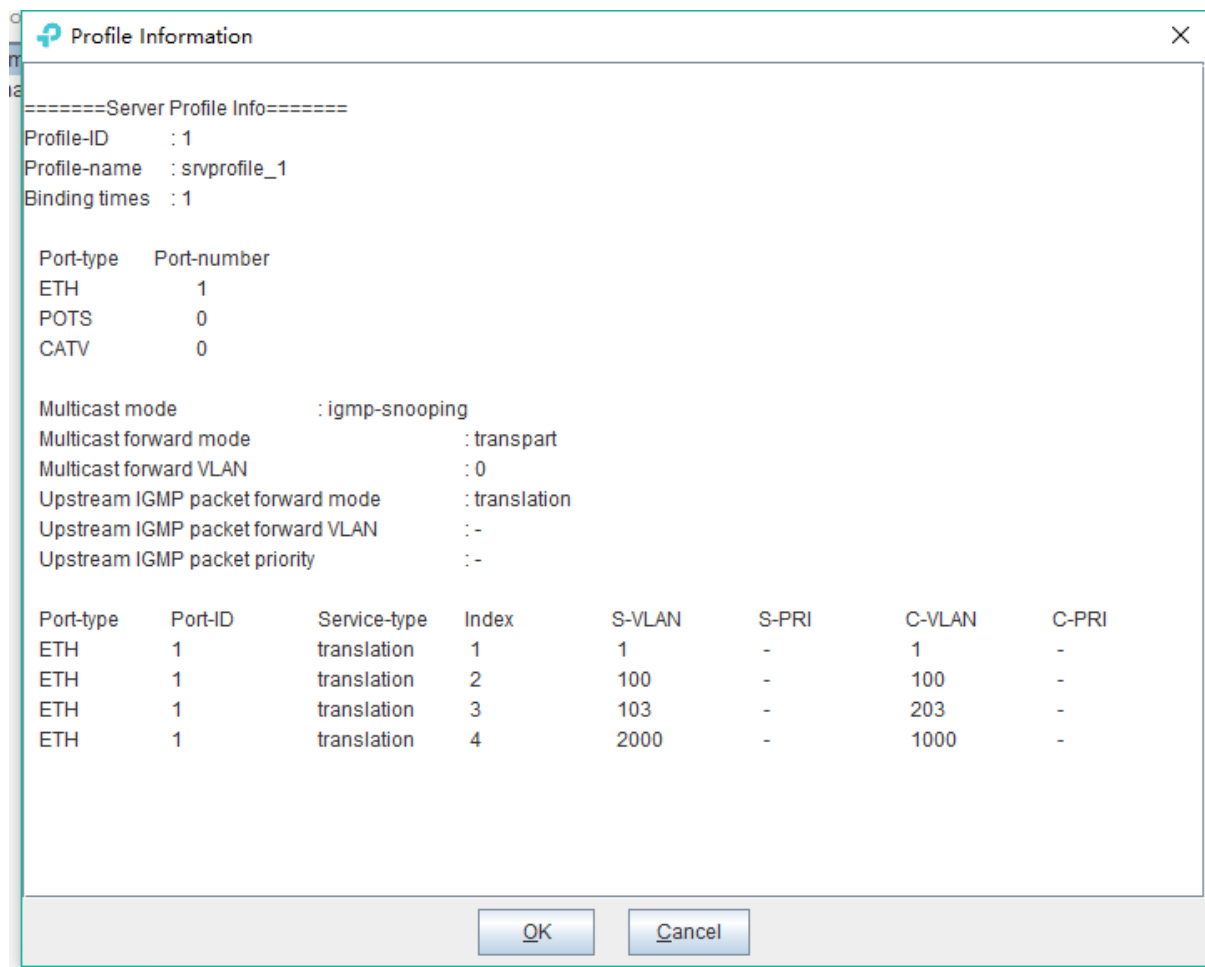 Profile Information
=======Server Profile Info=======
Profile-ID : 1
Profile-name : srvprofile_1
Binding times : 1
Port-type Port-number
ETH 1
POTS 0
CATV 0
Multicast mode : igmp-snooping
Multicast forward mode : transpart
Multicast forward VLAN : 0
Upstream IGMP packet forward mode : translation
Upstream IGMP packet forward VLAN : -
Upstream IGMP packet priority : -
Port-type Port-ID Service-type Index S-VLAN S-PRI C-VLAN C-PRI
ETH 1 translation 1 1 - 1 -
ETH 1 translation 2 100 - 100 -
ETH 1 translation 3 103 - 203 -
ETH 1 translation 4 2000 - 1000 -
OK Cancel